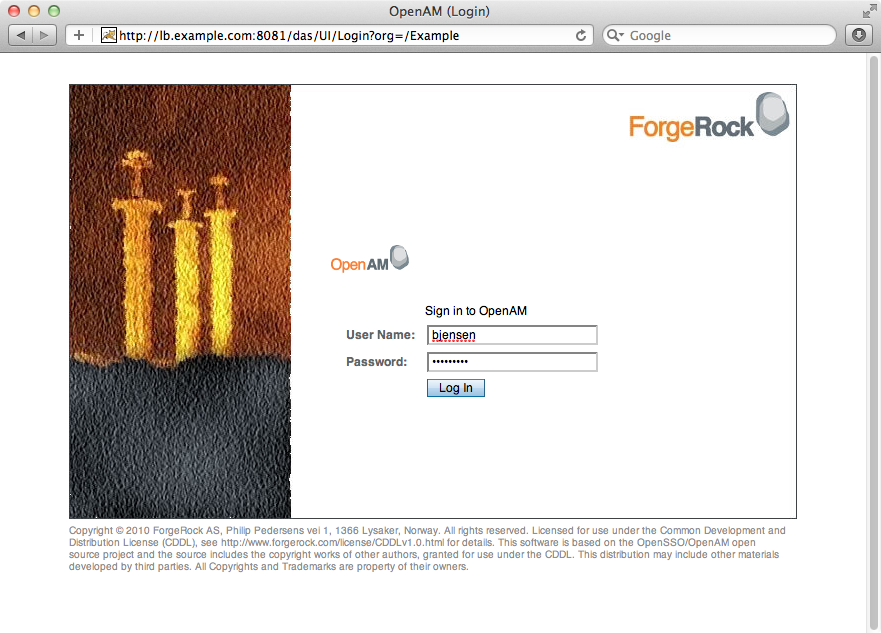 OpenAM (Login)
http://lb.example.com:8081/das/UI/Login?org=/Example
Google
ForgeRock
OpenAM
Sign in to OpenAM
User Name: bjensen
Password: •••••••••
Log In
Copyright © 2010 ForgeRock AS, Philip Pedersens vei 1, 1366 Lysaker, Norway. All rights reserved. Licensed for use under the Common Development and
Distribution License (CDDL), see http://www.forgerock.com/license/CDDLv1.0.html for details. This software is based on the OpenSSO/OpenAM open
source project and the source includes the copyright works of other authors, granted for use under the CDDL. This distribution may include other materials
developed by third parties. All Copyrights and Trademarks are property of their owners.